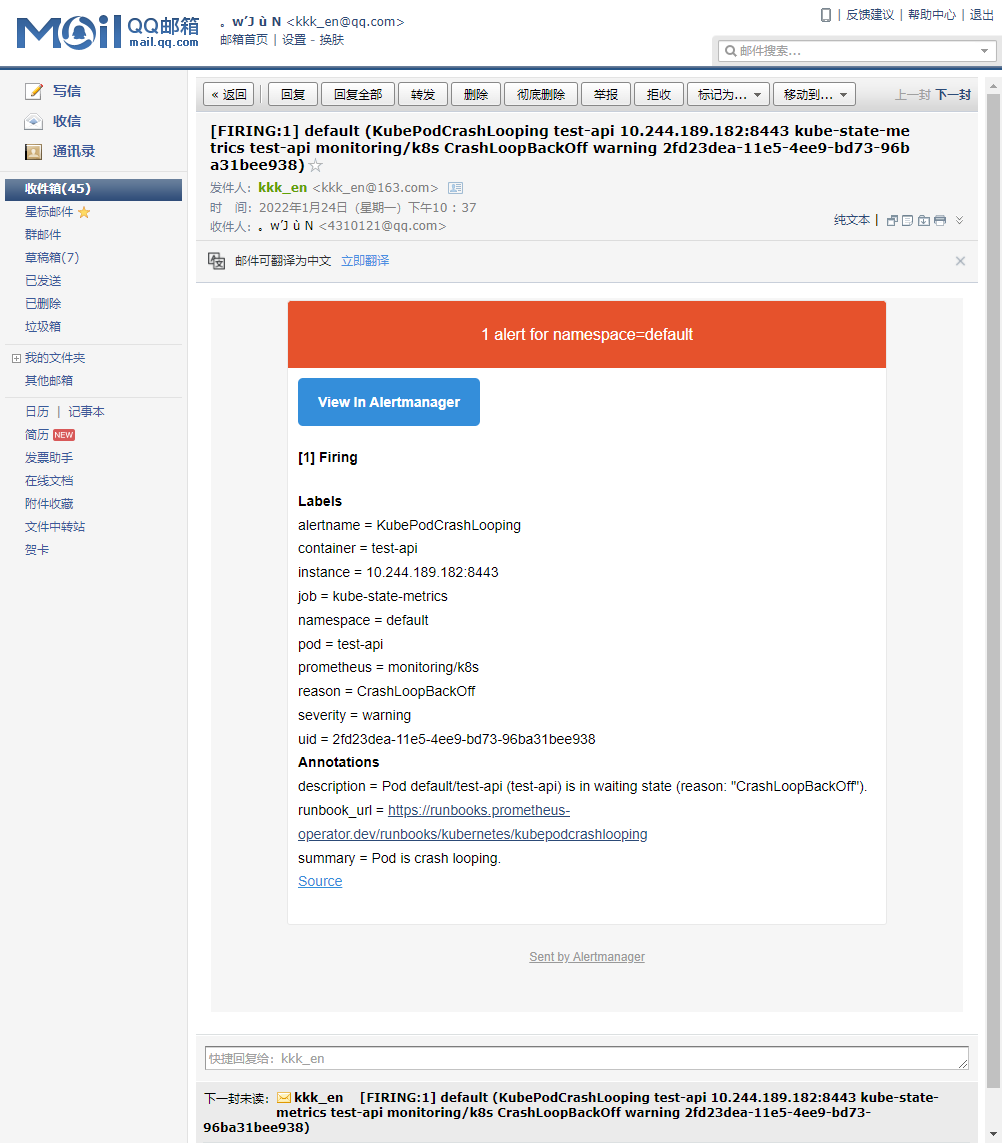 MOil QQ邮箱 mail.qq.com
。w′J ù N <kkk_en@qq.com>
邮箱首页 | 设置 - 换肤
| 反馈建议 | 帮助中心 | 退出
邮件搜索...
写信
收信
通讯录
收件箱(45)
星标邮件
群邮件
草稿箱(7)
已发送
已删除
垃圾箱
我的文件夹
其他邮箱
日历 | 记事本
简历 NEW
发票助手
在线文档
附件收藏
文件中转站
贺卡
« 返回 回复 回复全部 转发 删除 彻底删除 举报 拒收 标记为... 移动到... 上一封 下一封
[FIRING:1] default (KubePodCrashLooping test-api 10.244.189.182:8443 kube-state-me
trics test-api monitoring/k8s CrashLoopBackOff warning 2fd23dea-11e5-4ee9-bd73-96b
a31bee938)
发件人：kkk_en <kkk_en@163.com>
时 间：2022年1月24日（星期一）下午10：37
收件人：。w′J ù N <4310121@qq.com>
纯文本 |
邮件可翻译为中文 立即翻译
1 alert for namespace=default
View In Alertmanager
[1] Firing
Labels
alertname = KubePodCrashLooping
container = test-api
instance = 10.244.189.182:8443
job = kube-state-metrics
namespace = default
pod = test-api
prometheus = monitoring/k8s
reason = CrashLoopBackOff
severity = warning
uid = 2fd23dea-11e5-4ee9-bd73-96ba31bee938
Annotations
description = Pod default/test-api (test-api) is in waiting state (reason: "CrashLoopBackOff").
runbook_url = https://runbooks.prometheus-
operator.dev/runbooks/kubernetes/kubepodcrashlooping
summary = Pod is crash looping.
Source
Sent by Alertmanager
快捷回复给：kkk_en
下一封未读：kkk_en [FIRING:1] default (KubePodCrashLooping test-api 10.244.189.182:8443 kube-state-
metrics test-api monitoring/k8s CrashLoopBackOff warning 2fd23dea-11e5-4ee9-bd73-
96ba31bee938)